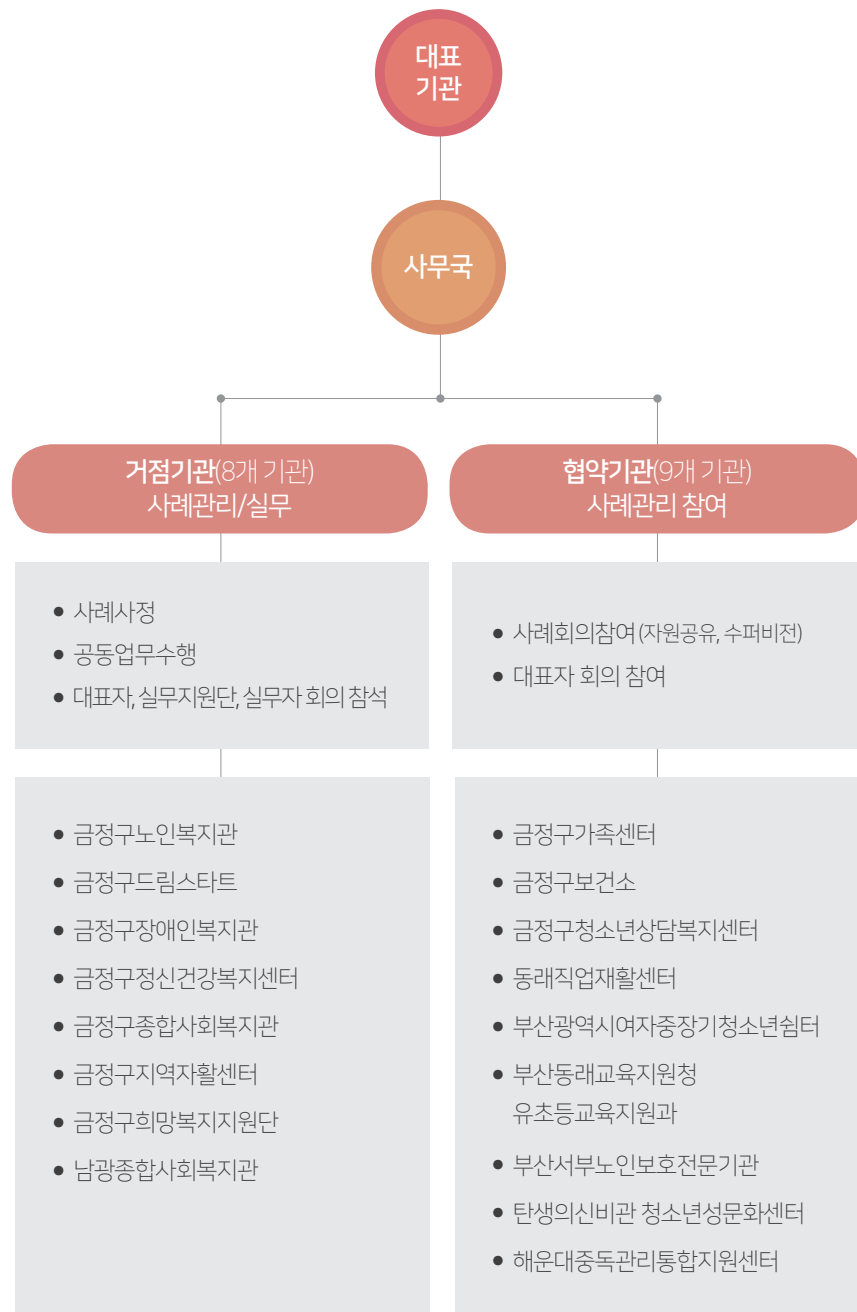 대표
기관
사무국
거점기관(8개 기관)
사례관리/실무
● 사례사정
● 공동업무수행
● 대표자, 실무지원단, 실무자 회의 참석
● 금정구노인복지관
● 금정구드림스타트
● 금정구장애인복지관
● 금정구정신건강복지센터
● 금정구종합사회복지관
● 금정구지역자활센터
● 금정구희망복지지원단
● 남광종합사회복지관
협약기관(9개 기관)
사례관리 참여
● 사례회의참여(자원공유, 수퍼비전)
● 대표자 회의 참여
● 금정구가족센터
● 금정구보건소
● 금정구청소년상담복지센터
● 동래직업재활센터
● 부산광역시여자중장기청소년쉼터
● 부산동래교육지원청
유초등교육지원과
● 부산서부노인보호전문기관
● 탄생의신비관 청소년성문화센터
● 해운대중독관리통합지원센터